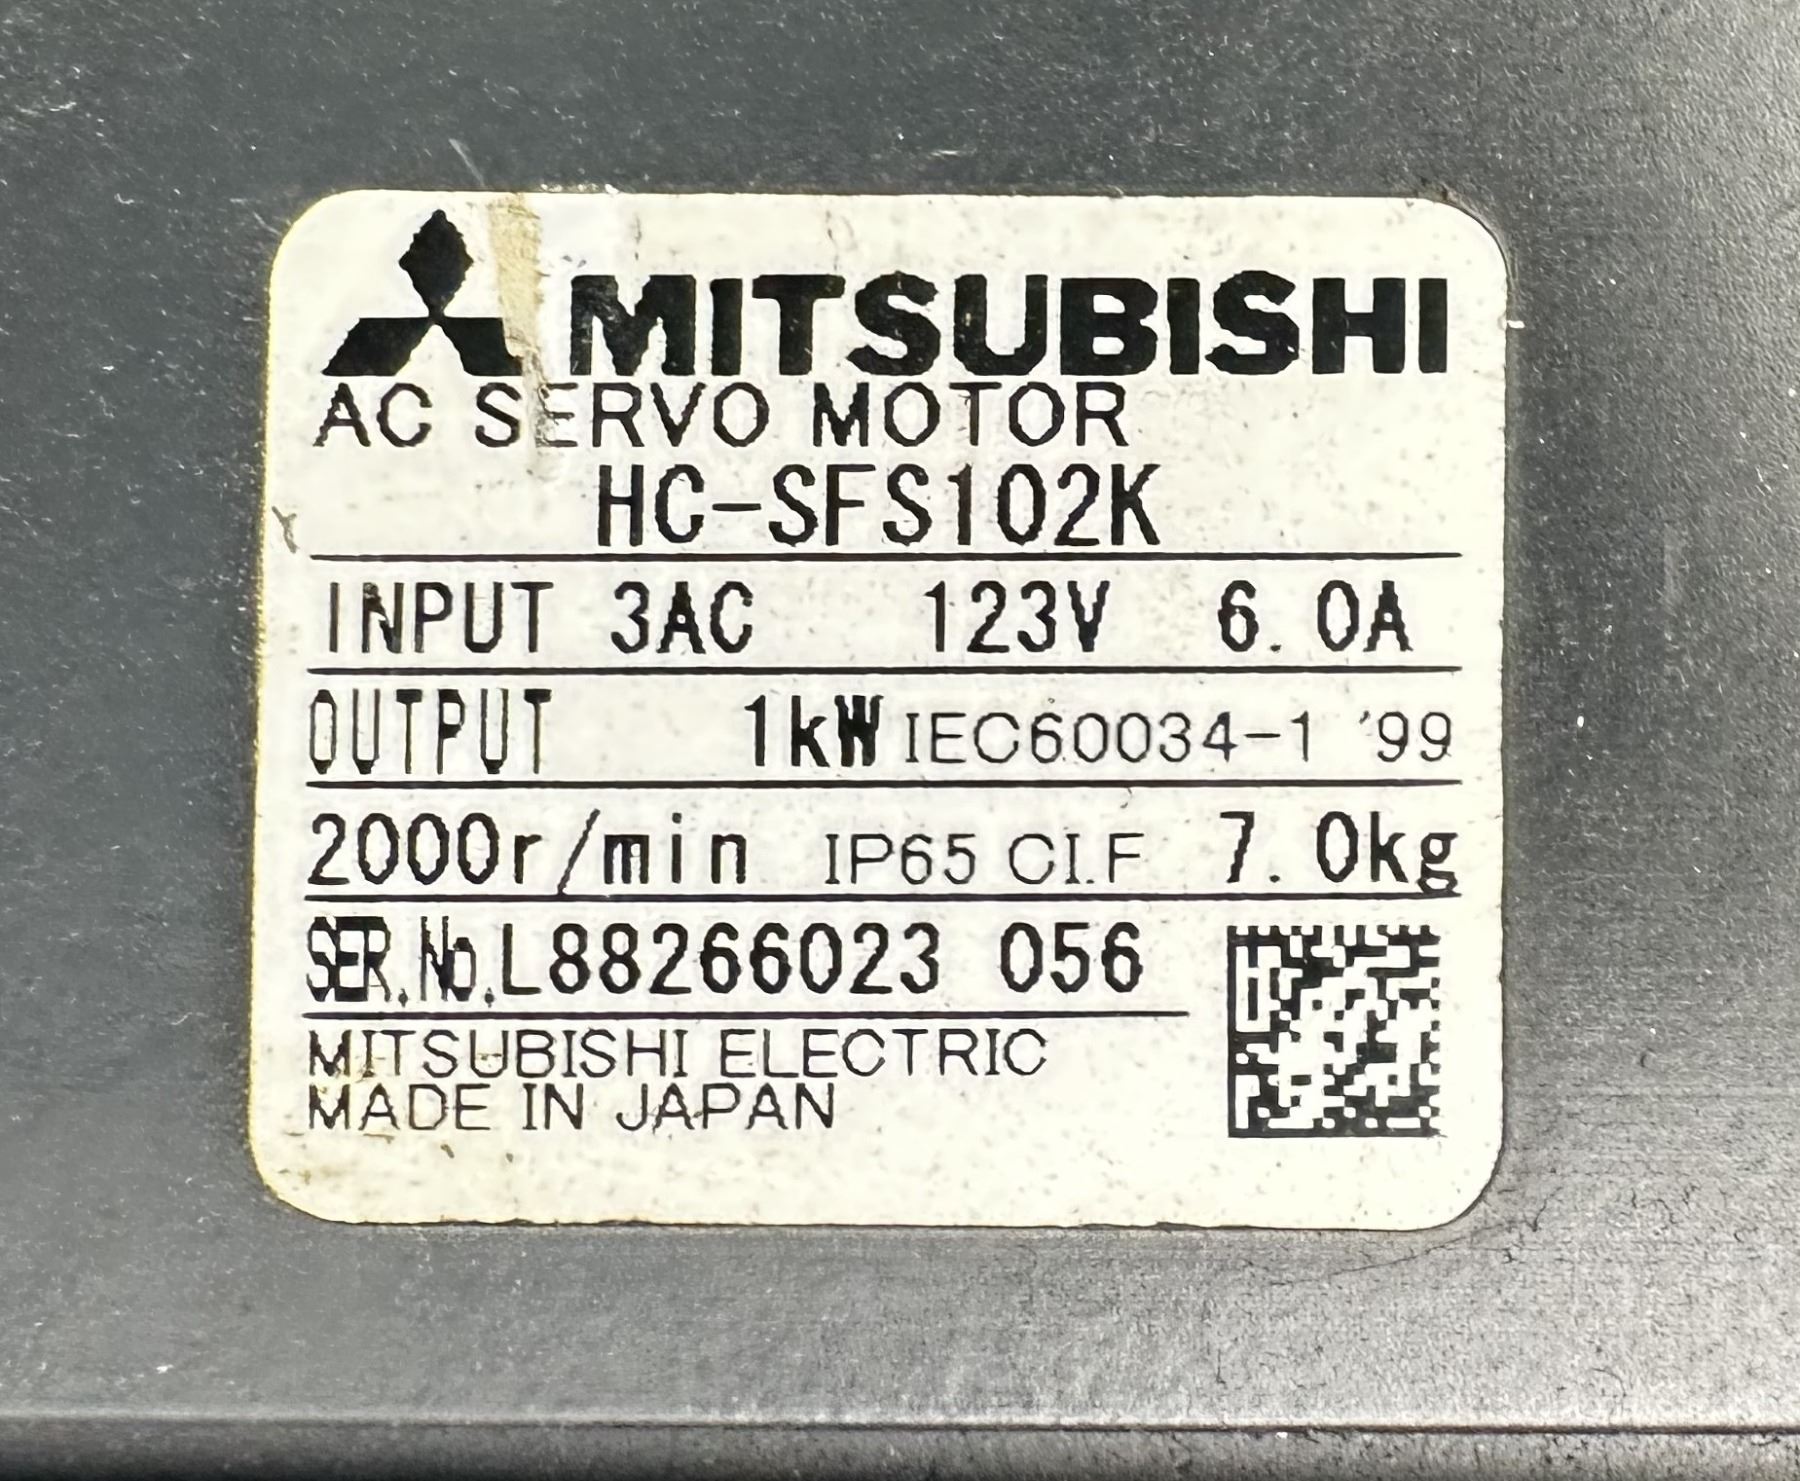 MITSUBISHI
AC SERVO MOTOR
HC-SFS102K
INPUT 3AC 123V 6.0A
OUTPUT 1kW IEC60034-1 '99
2000r/min IP65 CI.F 7.0kg
SER.No.L88266023 056
MITSUBISHI ELECTRIC
MADE IN JAPAN